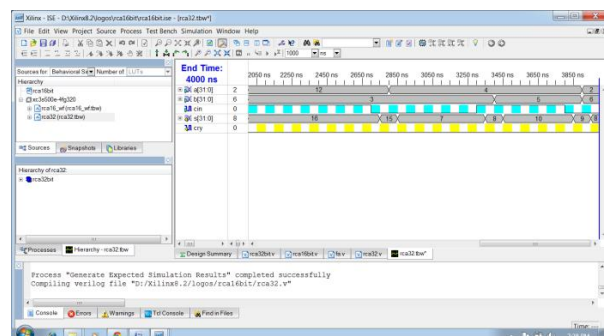 Xilinx - ISE - D:\Xilinx8.2\logos\rca16bit\rca16bit.ise - [rca32.tbw*]
File Edit View Project Source Process Test Bench Simulation Window Help
Sources for: Behavioral Si Number of LUTs
Hierarchy
rca16bit
xc3s500e-4fg320
rca16_wf (rca16_wf.tbw)
rca32 (rca32.tbw)
Sources Snapshots Libraries
Hierarchy of rca32
rca32bit
Processes Hierarchy - rca32.tbw
End Time:
4000 ns
2050 ns 2250 ns 2450 ns 2650 ns 2850 ns 3050 ns 3250 ns 3450 ns 3650 ns 3850 ns
a[31:0] 2 12 4 2
b[31:0] 6 3 5 6
cin 0
s[31:0] 8 16 15 7 8 10 9 8
cry 0
Design Summary rca32bit.v rca16bit.v fa.v rca32.v rca32.tbw*
Process "Generate Expected Simulation Results" completed successfully
Compiling verilog file "D:/Xilinx8.2/logos/rca16bit/rca32.v"
Console Errors Warnings Tcl Console Find in Files
Time: